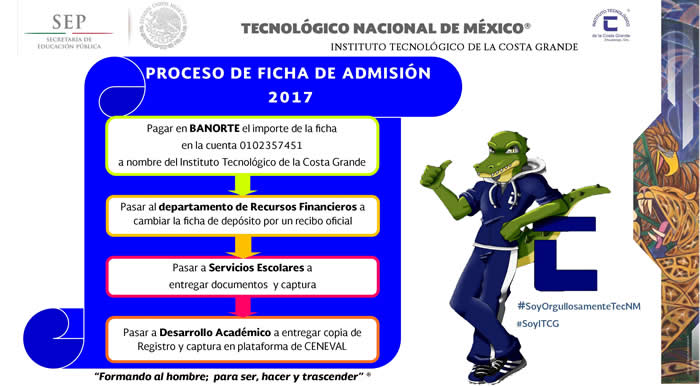 SEP
SECRETARÍA DE
EDUCACIÓN PÚBLICA
TECNOLÓGICO NACIONAL DE MÉXICO®
INSTITUTO TECNOLÓGICO DE LA COSTA GRANDE
INSTITUTO TECNOLÓGICO
de la Costa Grande
PROCESO DE FICHA DE ADMISIÓN
2017
Pagar en BANORTE el importe de la ficha
en la cuenta 0102357451
a nombre del Instituto Tecnológico de la Costa Grande
Pasar al departamento de Recursos Financieros a
cambiar la ficha de depósito por un recibo oficial
Pasar a Servicios Escolares a
entregar documentos y captura
Pasar a Desarrollo Académico a entregar copia de
Registro y captura en plataforma de CENEVAL
#SoyOrgullosamenteTecNM
#SoyITCG
“Formando al hombre; para ser, hacer y trascender” ®